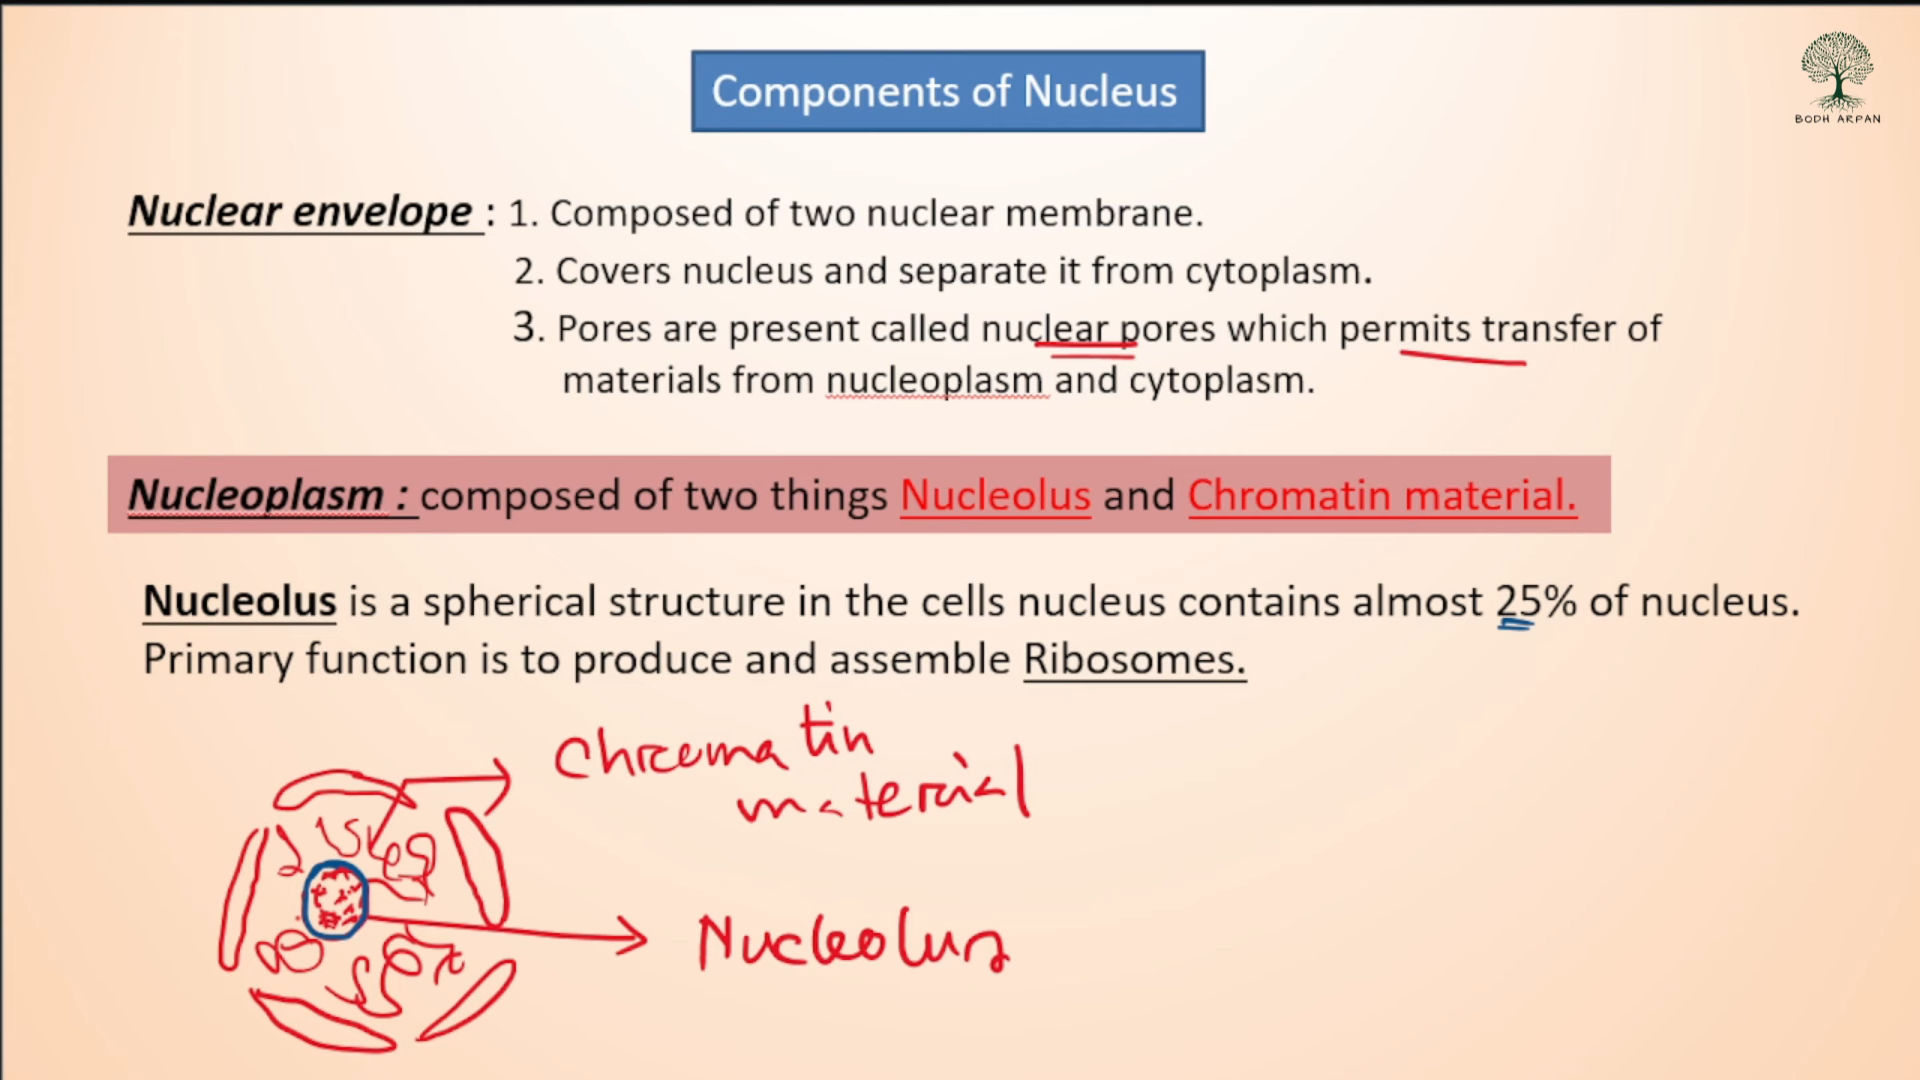 Components of Nucleus
BODH ARPAN
Nuclear envelope : 1. Composed of two nuclear membrane.
2. Covers nucleus and separate it from cytoplasm.
3. Pores are present called nuclear pores which permits transfer of
materials from nucleoplasm and cytoplasm.
Nucleoplasm : composed of two things Nucleolus and Chromatin material.
Nucleolus is a spherical structure in the cells nucleus contains almost 25% of nucleus.
Primary function is to produce and assemble Ribosomes.
Chromatin
material
Nucleolus